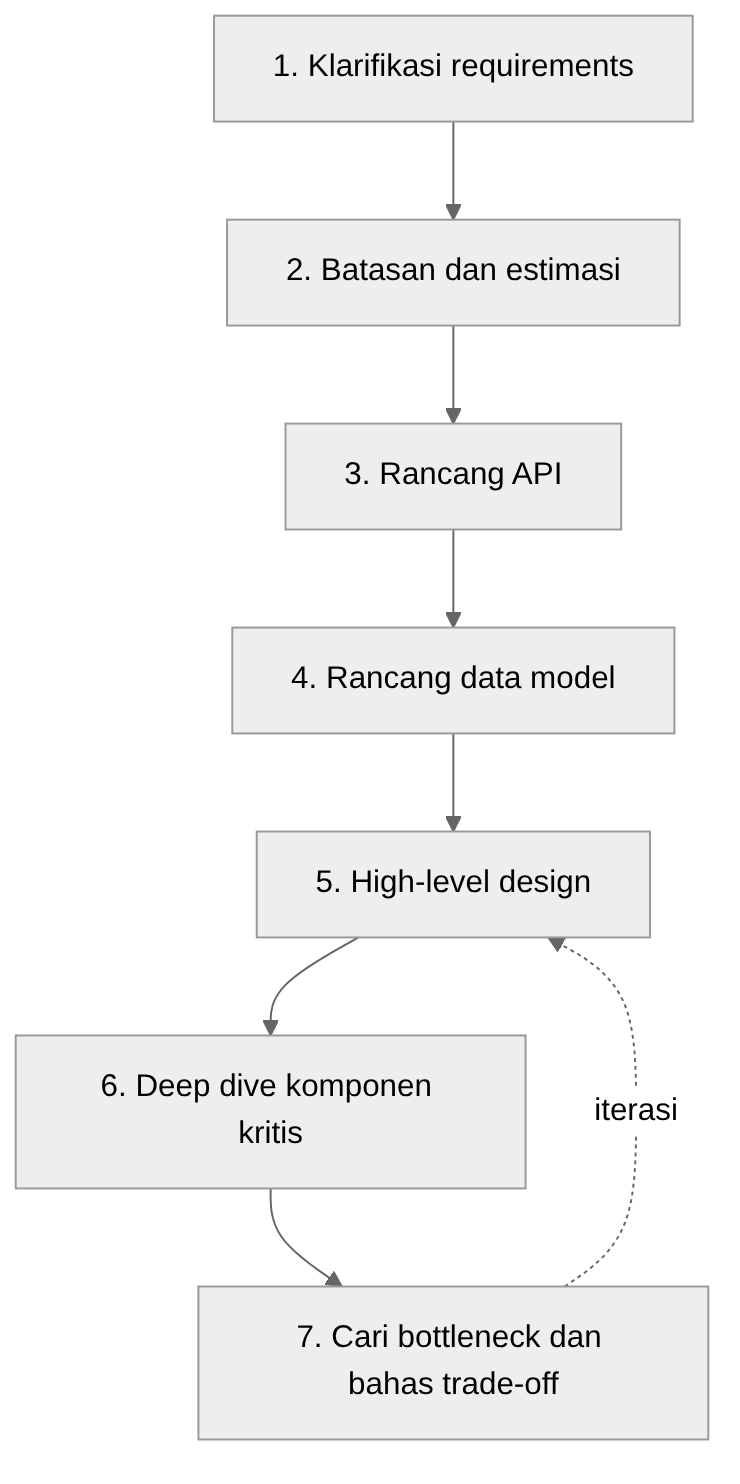 1. Klarifikasi requirements
2. Batasan dan estimasi
3. Rancang API
4. Rancang data model
5. High-level design
6. Deep dive komponen
kritis
iterasi
7. Cari bottleneck dan
bahas trade-off